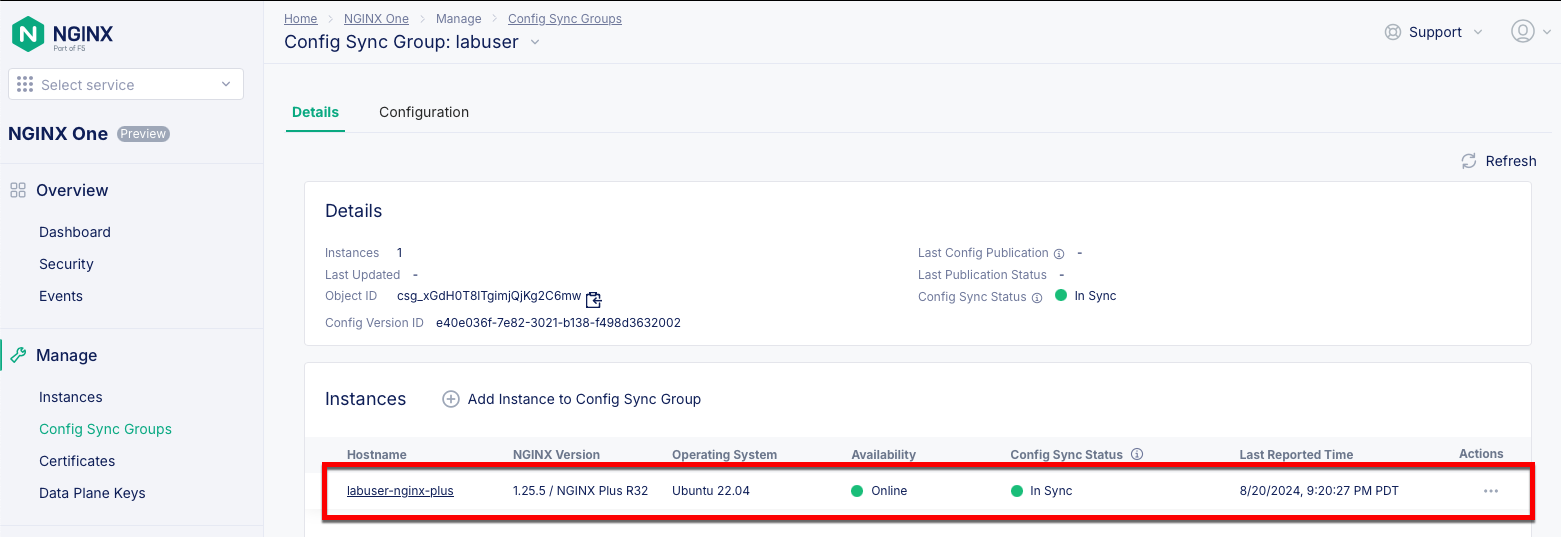 NGINX
Part of F5
Select service
NGINX One Preview
Overview
Dashboard
Security
Events
Manage
Instances
Config Sync Groups
Certificates
Data Plane Keys
Home > NGINX One > Manage > Config Sync Groups
Config Sync Group: labuser
Support
Details Configuration
Refresh
Details
Instances 1
Last Updated -
Object ID csg_xGdH0T8ITgimjQjKg2C6mw
Config Version ID e40e036f-7e82-3021-b138-f498d3632002
Last Config Publication -
Last Publication Status -
Config Sync Status In Sync
Instances Add Instance to Config Sync Group
Hostname NGINX Version Operating System Availability Config Sync Status Last Reported Time Actions
labuser-nginx-plus 1.25.5 / NGINX Plus R32 Ubuntu 22.04 Online In Sync 8/20/2024, 9:20:27 PM PDT ...